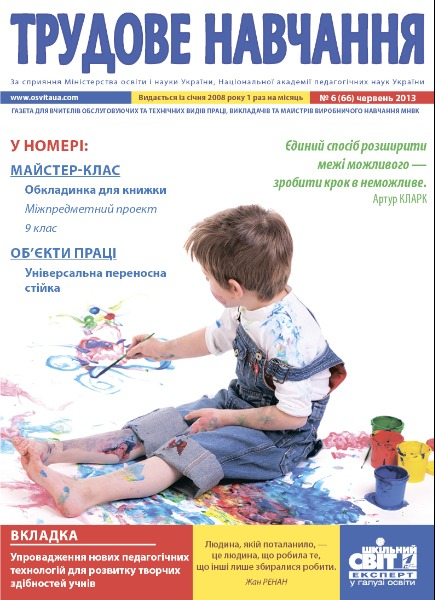 ТРУДОВЕ НАВЧАННЯ
За сприяння Міністерства освіти і науки України, Національної академії педагогічних наук України
www.osvitaua.com
Видається із січня 2008 року 1 раз на місяць
№ 6 (66) червень 2013
ГАЗЕТА ДЛЯ ВЧИТЕЛІВ ОБСЛУГОВУЮЧИХ ТА ТЕХНІЧНИХ ВИДІВ ПРАЦІ, ВИКЛАДАЧІВ ТА МАЙСТРІВ ВИРОБНИЧОГО НАВЧАННЯ МНВК
У НОМЕРІ:
МАЙСТЕР-КЛАС
Обкладинка для книжки
Міжпредметний проект
9 клас
ОБ’ЄКТИ ПРАЦІ
Універсальна переносна
стійка
Єдиний спосіб розширити
межі можливого —
зробити крок в неможливе.
Артур КЛАРК
ВКЛАДКА
Упровадження нових педагогічних
технологій для розвитку творчих
здібностей учнів
Людина, якій поталанило, —
це людина, що робила те,
що інші лише збиралися робити.
Жан РЕНАН
шкільний
СВІТ
ЕКСПЕРТ
у галузі освіти